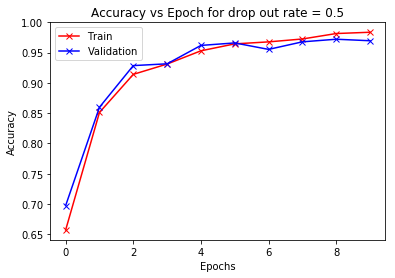 Accuracy vs Epoch for drop out rate = 0.5
Train
Validation
1.00
0.95
0.90
0.85
0.80
0.75
0.70
0.65
Accuracy
0 2 4 6 8
Epochs